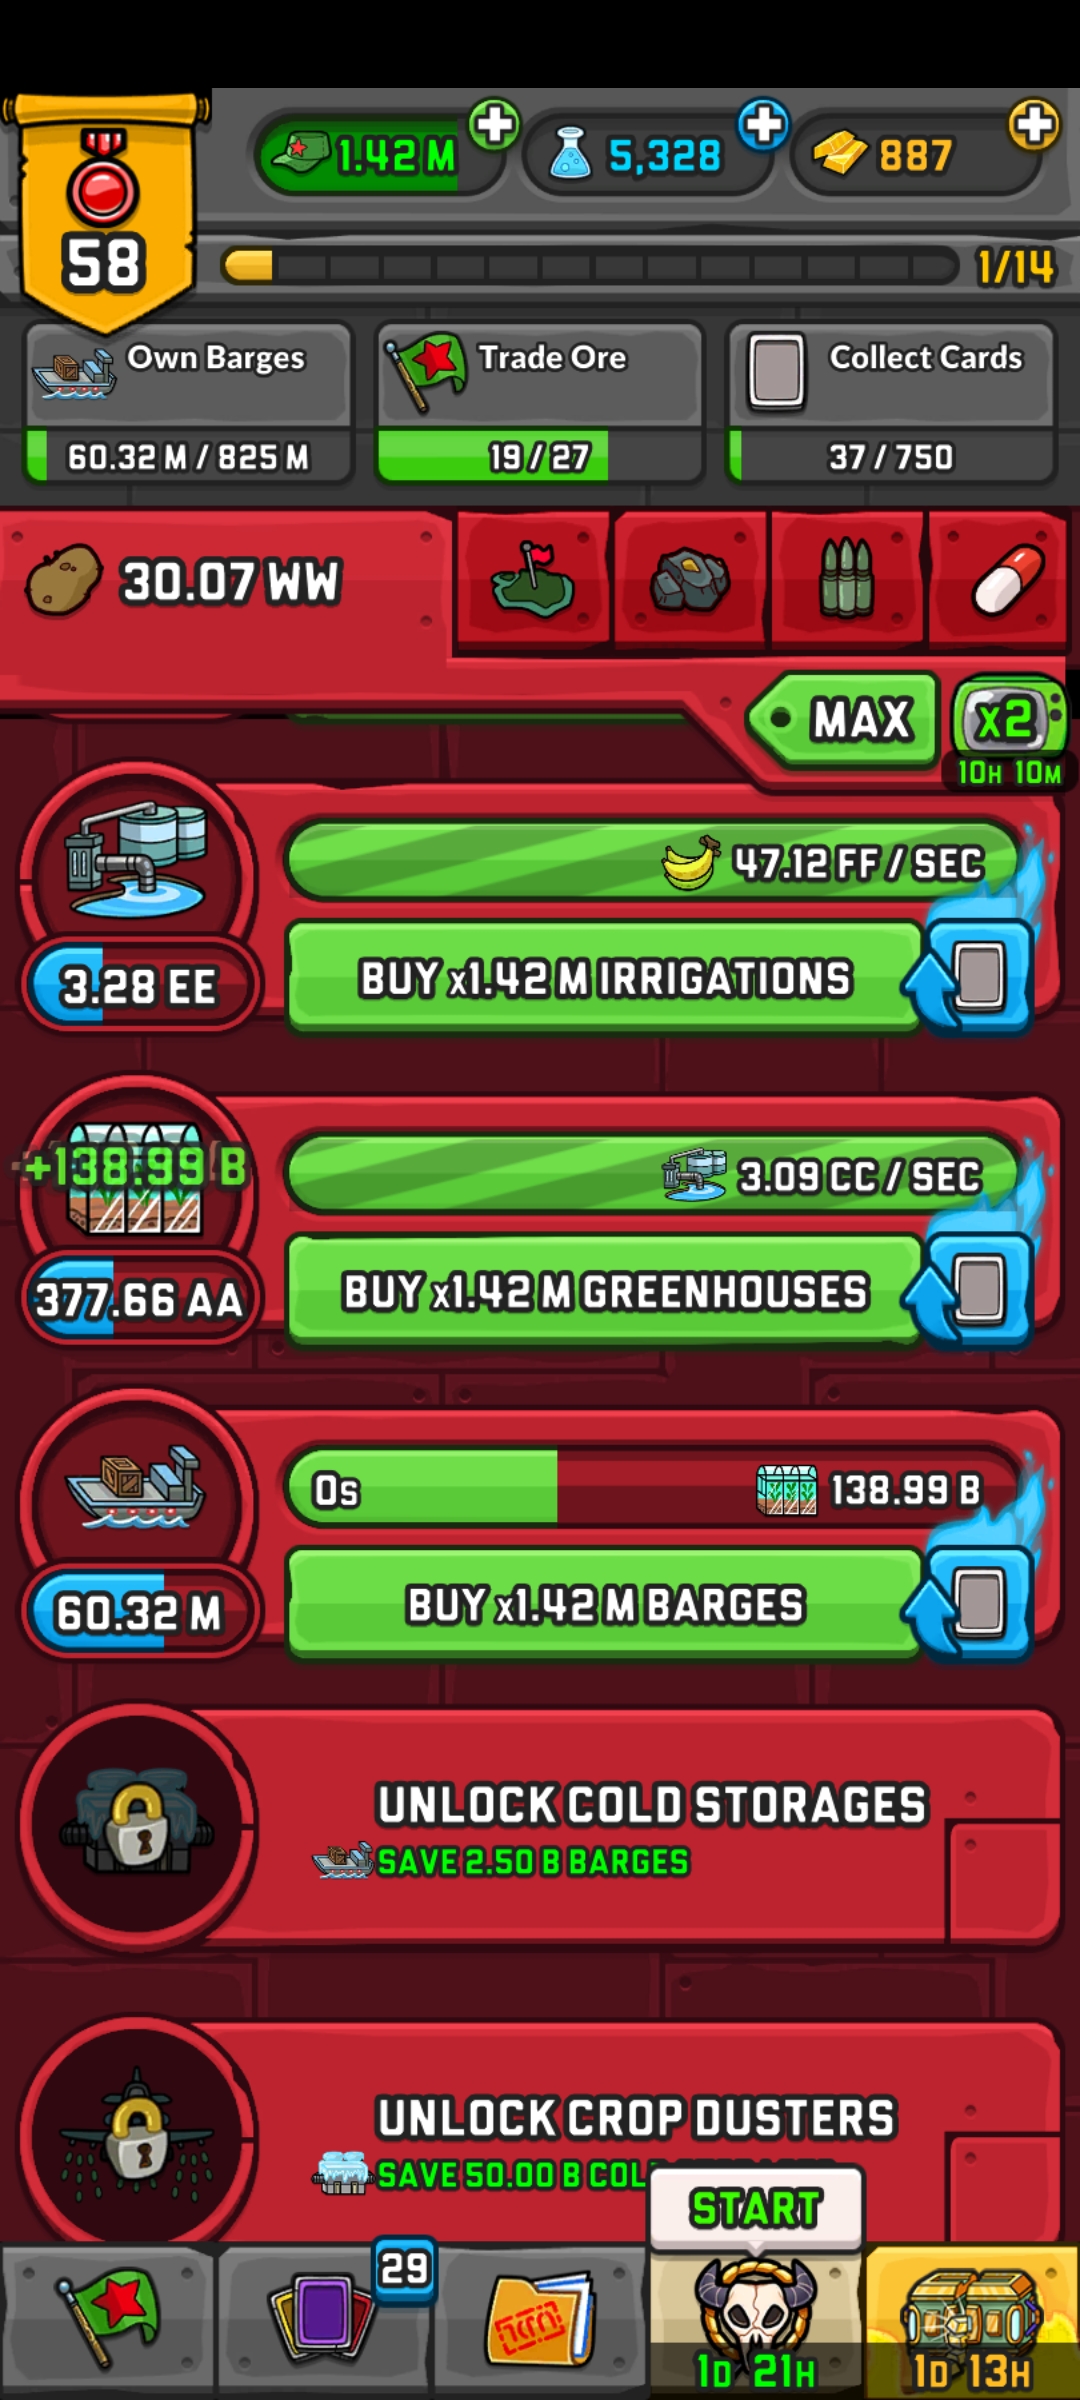 1.42 M
5,328
887
58
1/14
Own Barges
60.32 M / 825 M
Trade Ore
19 / 27
Collect Cards
37 / 750
30.07 WW
MAX
x2
10H 10M
47.12 FF / SEC
3.28 EE
BUY x1.42 M IRRIGATIONS
+138.99 B
3.09 CC / SEC
377.66 AA
BUY x1.42 M GREENHOUSES
0s
138.99 B
60.32 M
BUY x1.42 M BARGES
UNLOCK COLD STORAGES
SAVE 2.50 B BARGES
UNLOCK CROP DUSTERS
SAVE 50.00 B COL
START
29
1D 21H
1D 13H